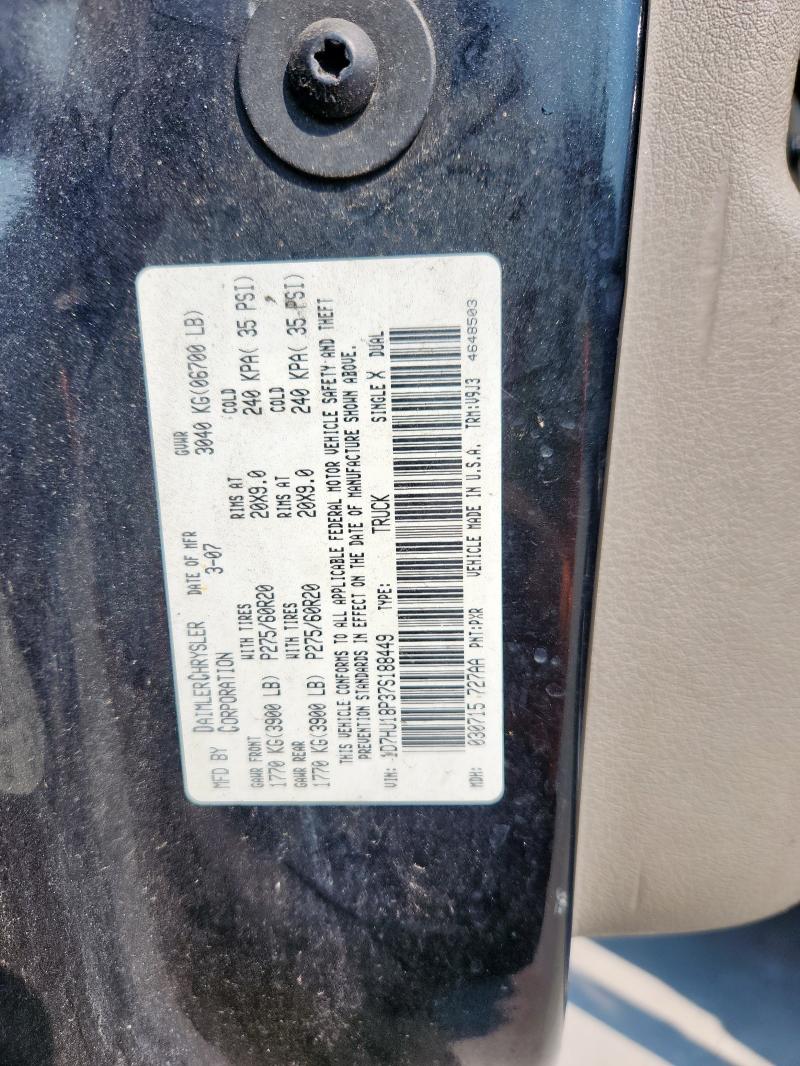 MFD BY DAIMLERCHRYSLER CORPORATION
DATE OF MFR 3-07
GVWR 3040 KG(06700 LB)
GAWR FRONT WITH TIRES RIMS AT COLD
1770 KG(3900 LB) P275/60R20 20X9.0 240 KPA( 35 PSI)
GAWR REAR WITH TIRES RIMS AT COLD
1770 KG(3900 LB) P275/60R20 20X9.0 240 KPA( 35 PSI)
THIS VEHICLE CONFORMS TO ALL APPLICABLE FEDERAL MOTOR VEHICLE SAFETY AND THEFT
PREVENTION STANDARDS IN EFFECT ON THE DATE OF MANUFACTURE SHOWN ABOVE.
VIN: 1D7HU18P37S188449 TYPE: TRUCK SINGLE X DUAL
MDH: 030715 727AA PNT:PXR VEHICLE MADE IN U.S.A. TRM:V9J3 4648503